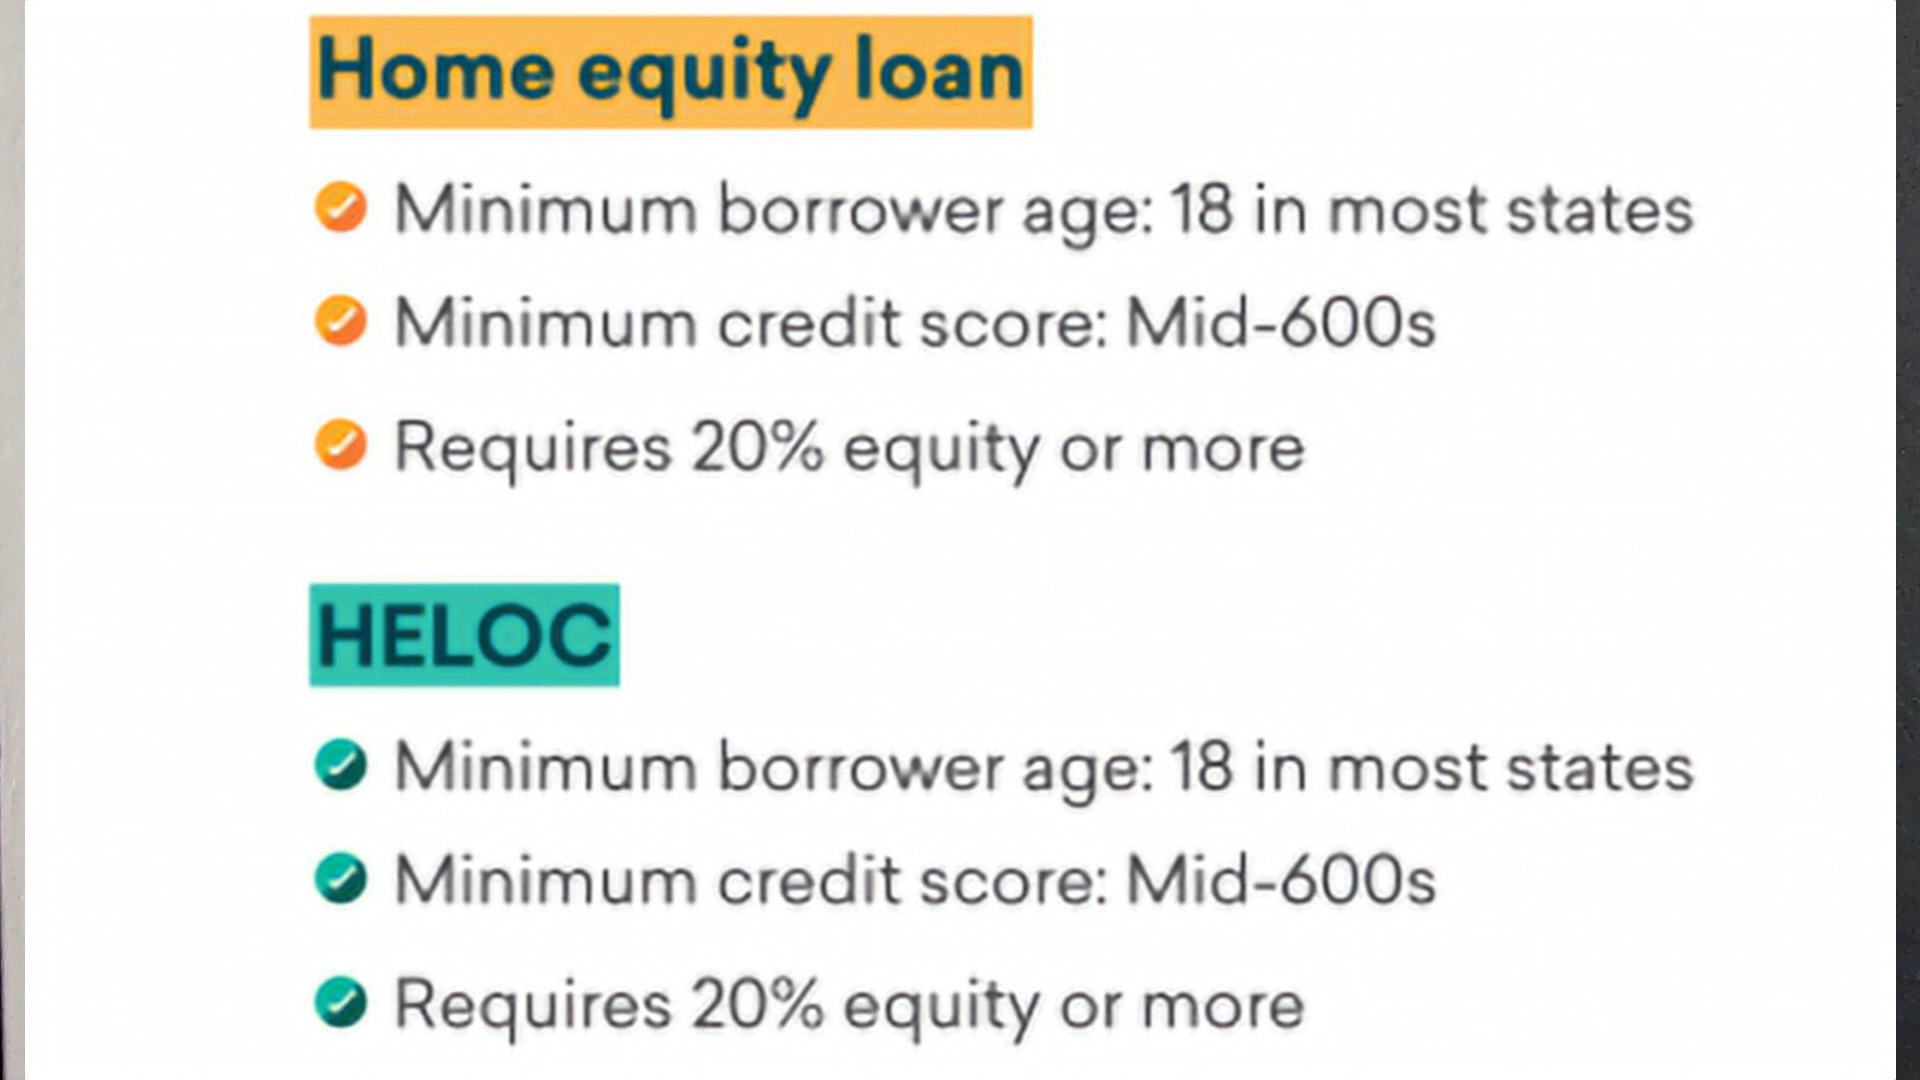 Home equity loan
Minimum borrower age: 18 in most states
Minimum credit score: Mid-600s
Requires 20% equity or more
HELOC
Minimum borrower age: 18 in most states
Minimum credit score: Mid-600s
Requires 20% equity or more